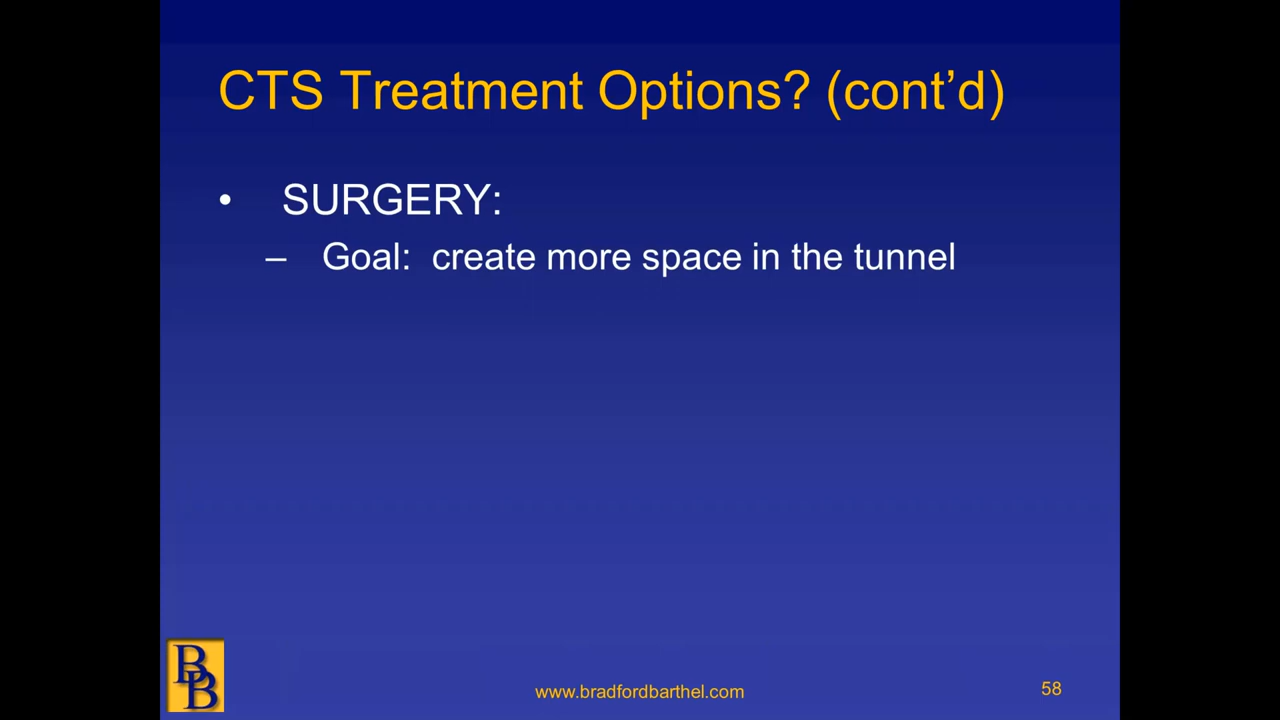 CTS Treatment Options? (cont’d)
• SURGERY:
– Goal: create more space in the tunnel
BB
www.bradfordbarthel.com
58